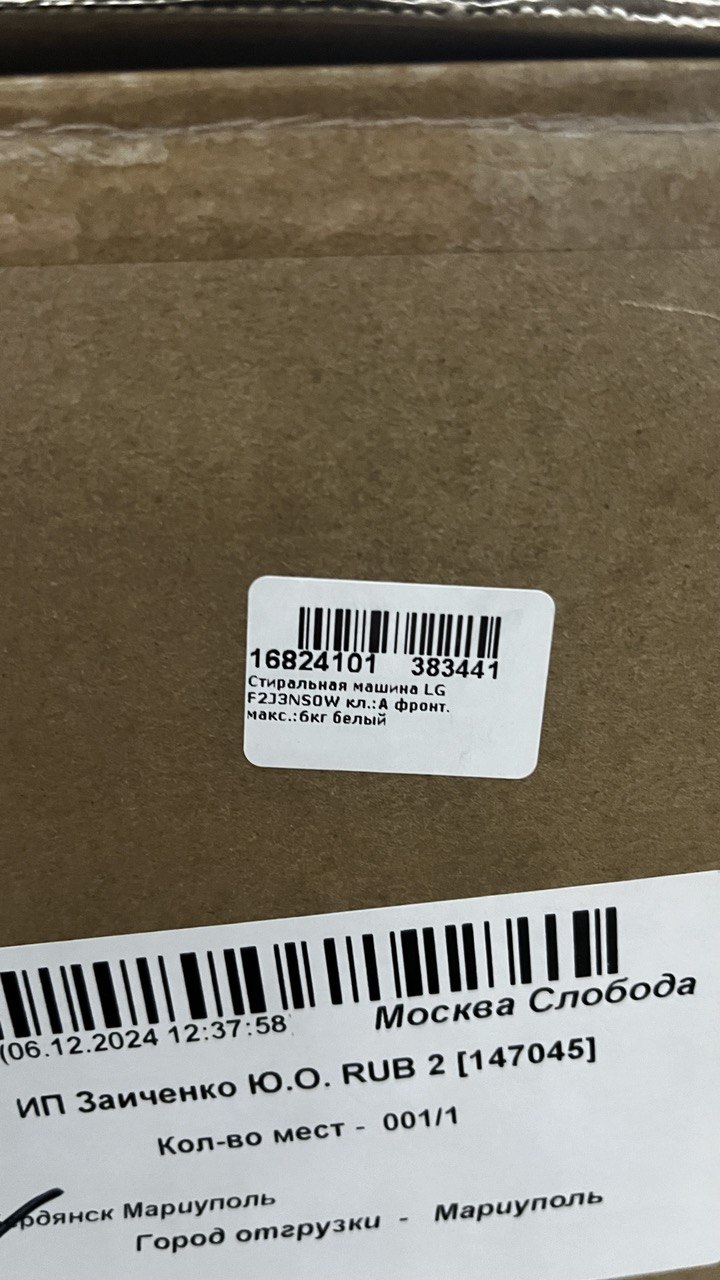 16824101 383441
Стиральная машина LG
F2J3NS0W кл.:A фронт.
макс.:6кг белый
(06.12.2024 12:37:58)
Москва Слобода
ИП Заиченко Ю.О. RUB 2 [147045]
Кол-во мест - 001/1
Мариуполь
Город отгрузки - Мариуполь